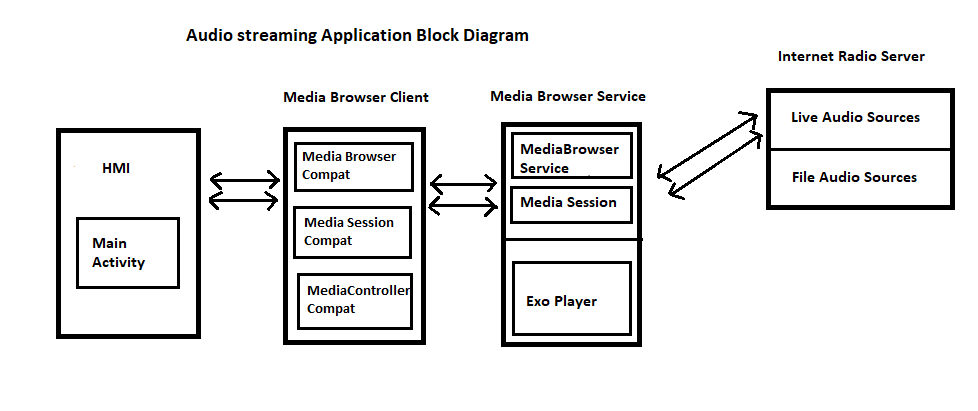 Audio streaming Application Block Diagram
Internet Radio Server
Media Browser Client
Media Browser Service
HMI
Main
Activity
Media Browser
Compat
Media Session
Compat
MediaController
Compat
MediaBrowser
Service
Media Session
Exo Player
Live Audio Sources
File Audio Sources